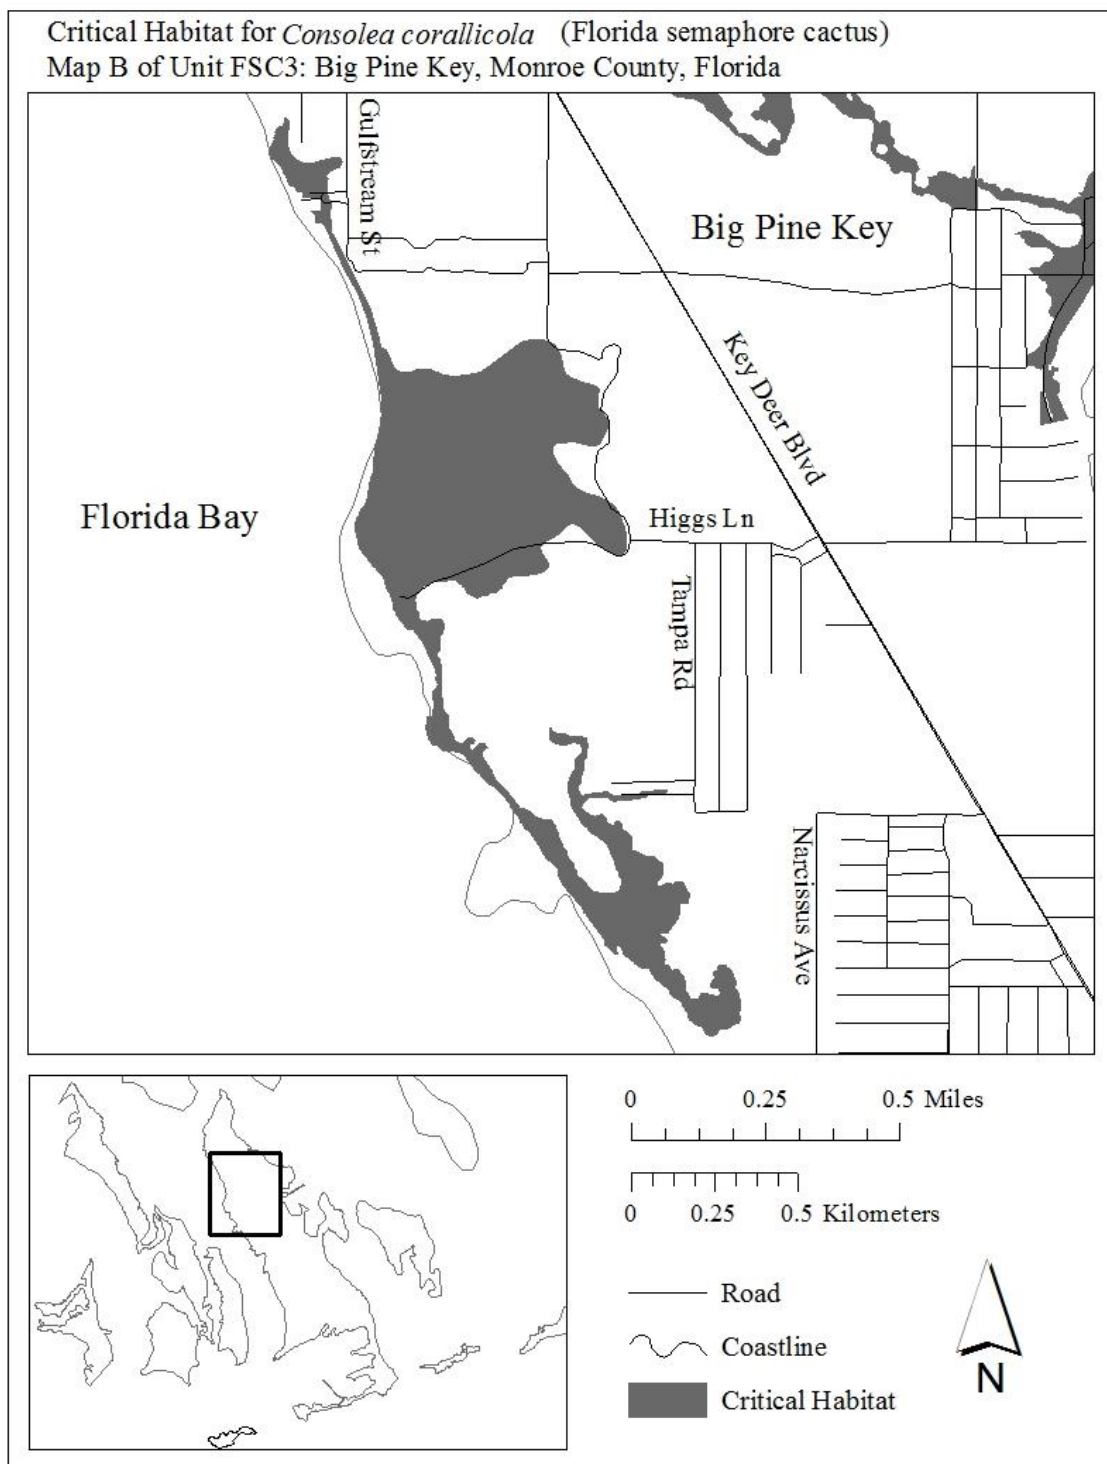 Critical Habitat for Consolea corallicola (Florida semaphore cactus)
Map B of Unit FSC3: Big Pine Key, Monroe County, Florida
Gulfstream St
Big Pine Key
Key Deer Blvd
Florida Bay
Higgs Ln
Tampa Rd
Narcissus Ave
0 0.25 0.5 Miles
0 0.25 0.5 Kilometers
Road
Coastline
Critical Habitat
N